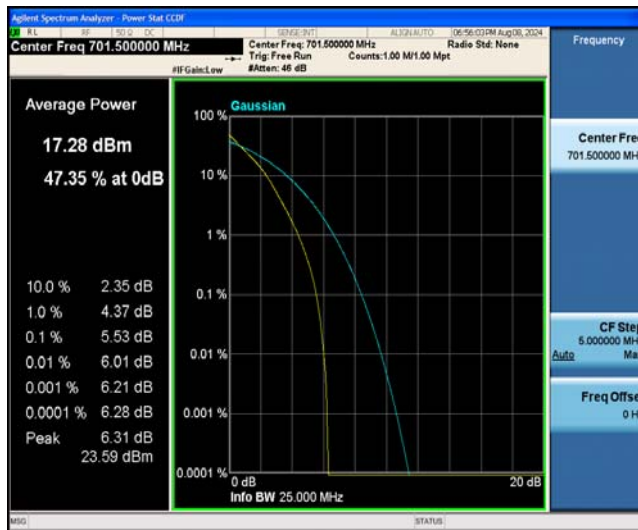 Agilent Spectrum Analyzer - Power Stat CCDF
RL RF 50 Ω DC SENSE:INT ALIGN AUTO 06:56:03 PM Aug 08, 2024
Center Freq 701.500000 MHz
Center Freq: 701.500000 MHz Radio Std: None
Trig: Free Run Counts:1.00 M/1.00 Mpt
#IFGain:Low #Atten: 46 dB
Frequency
Average Power
17.28 dBm
47.35 % at 0dB
10.0 % 2.35 dB
1.0 % 4.37 dB
0.1 % 5.53 dB
0.01 % 6.01 dB
0.001 % 6.21 dB
0.0001 % 6.28 dB
Peak 6.31 dB
23.59 dBm
Gaussian
100 %
10 %
1 %
0.1 %
0.01 %
0.001 %
0.0001 %
0 dB 20 dB
Info BW 25.000 MHz
Center Fre
701.500000 MH
CF Step
5.000000 MH
Auto Ma
Freq Offse
0 H
MSG STATUS